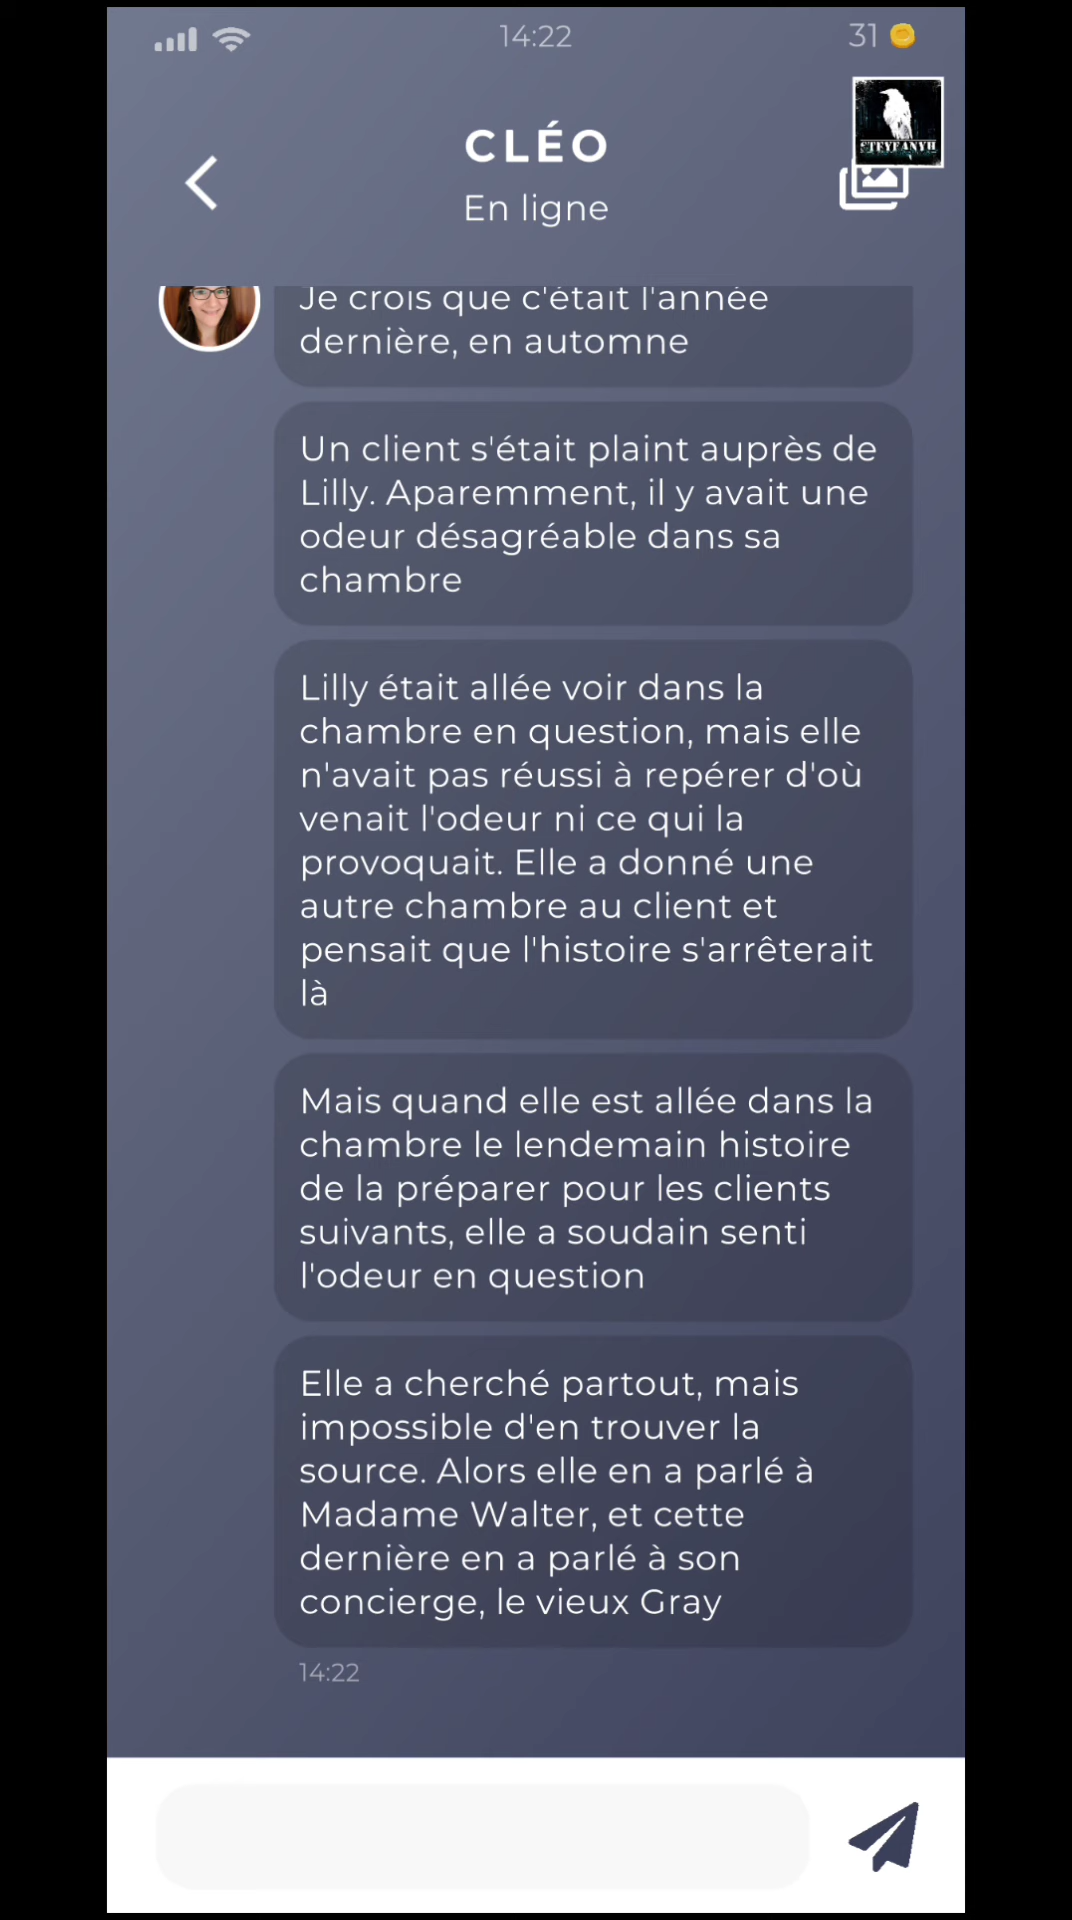 14:22
31
CLÉO
STEYFANYH
En ligne
Je crois que c'était l'année
dernière, en automne
Un client s'était plaint auprès de
Lilly. Aparemment, il y avait une
odeur désagréable dans sa
chambre
Lilly était allée voir dans la
chambre en question, mais elle
n'avait pas réussi à repérer d'où
venait l'odeur ni ce qui la
provoquait. Elle a donné une
autre chambre au client et
pensait que l'histoire s'arrêterait
là
Mais quand elle est allée dans la
chambre le lendemain histoire
de la préparer pour les clients
suivants, elle a soudain senti
l'odeur en question
Elle a cherché partout, mais
impossible d'en trouver la
source. Alors elle en a parlé à
Madame Walter, et cette
dernière en a parlé à son
concierge, le vieux Gray
14:22